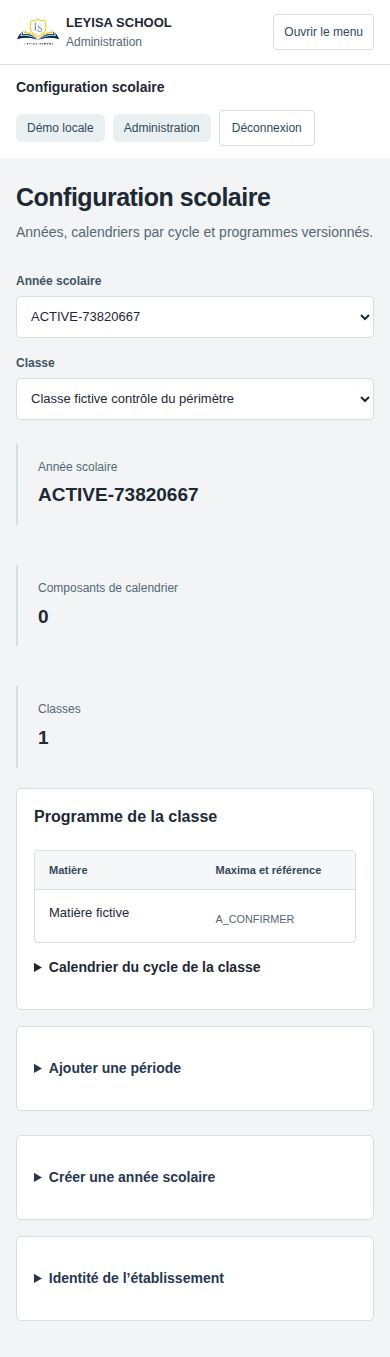 LEYISA SCHOOL
Administration
Ouvrir le menu
Configuration scolaire
Démo locale
Administration
Déconnexion
Configuration scolaire
Années, calendriers par cycle et programmes versionnés.
Année scolaire
ACTIVE-73820667
Classe
Classe fictive contrôle du périmètre
Année scolaire
ACTIVE-73820667
Composants de calendrier
0
Classes
1
Programme de la classe
Matière
Maxima et référence
Matière fictive
A_CONFIRMER
Calendrier du cycle de la classe
Ajouter une période
Créer une année scolaire
Identité de l’établissement